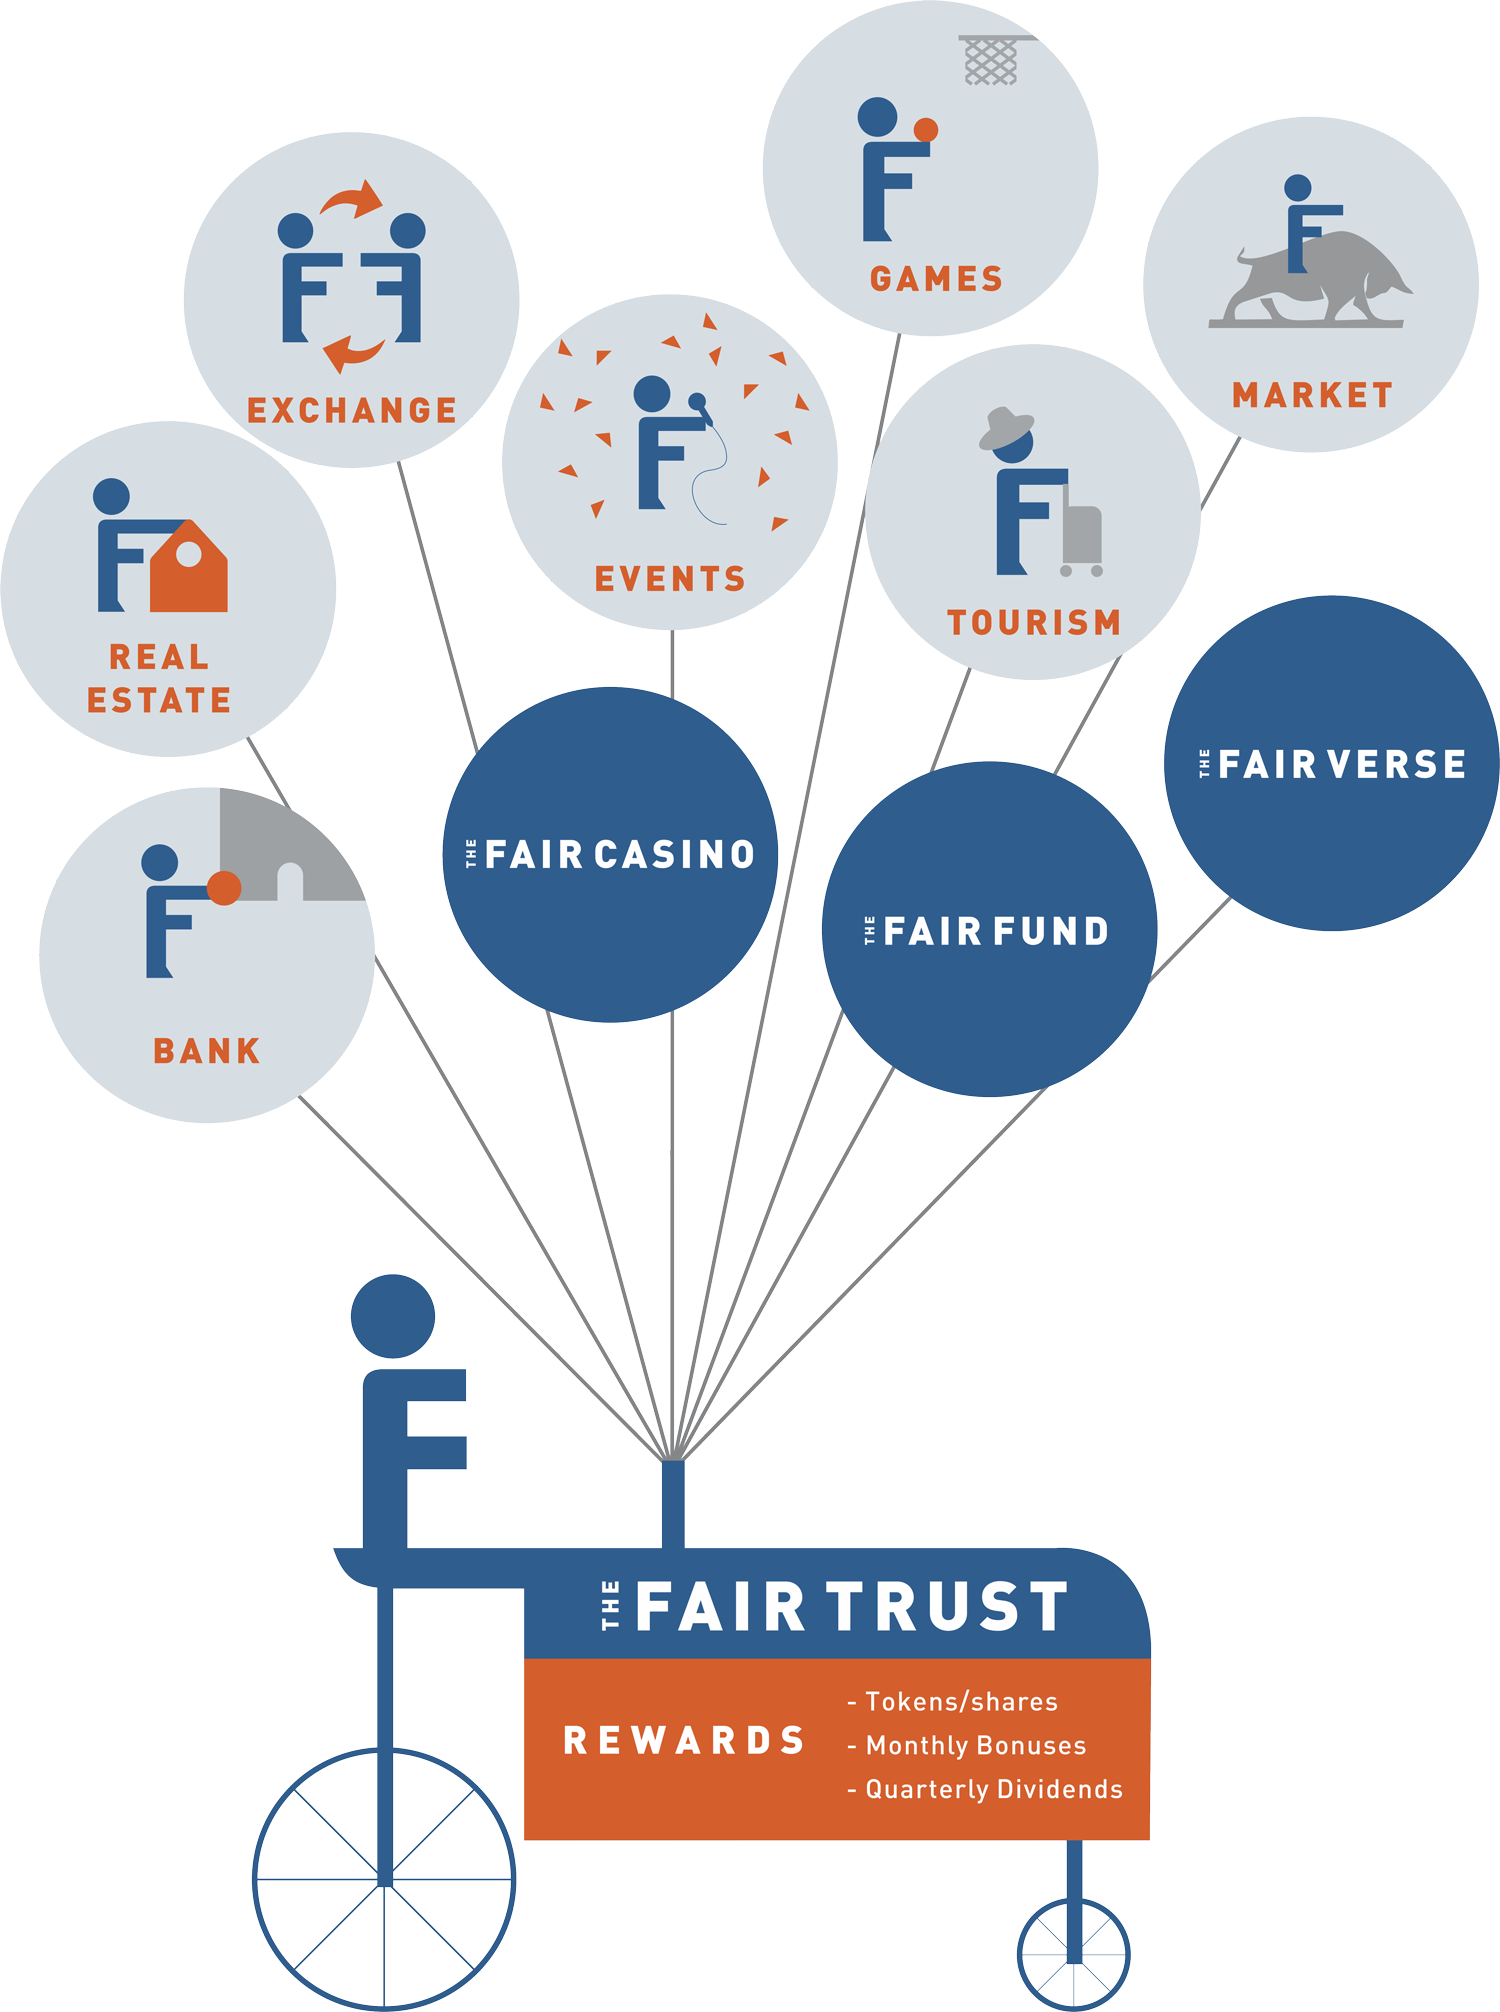 GAMES
MARKET
EXCHANGE
EVENTS
TOURISM
REAL
ESTATE
THE FAIR VERSE
THE FAIR CASINO
THE FAIR FUND
BANK
THE FAIR TRUST
REWARDS
- Tokens/shares
- Monthly Bonuses
- Quarterly Dividends